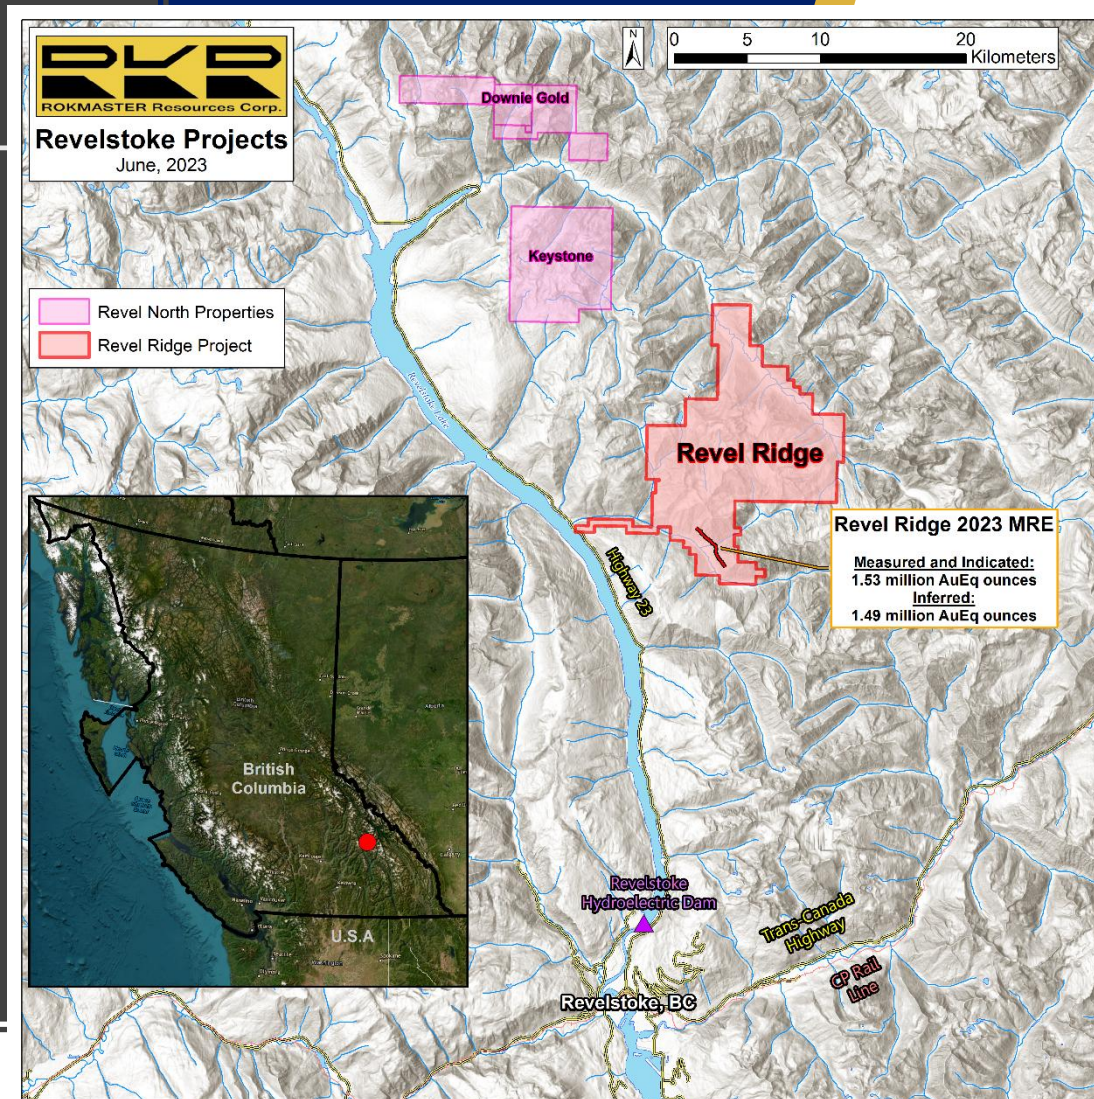 RKR
ROKMASTER Resources Corp.
Revelstoke Projects
June, 2023
N
0 5 10 20
Kilometers
Downie Gold
Keystone
Revel North Properties
Revel Ridge Project
Revelstoke Lake
Revel Ridge
Revel Ridge 2023 MRE
Measured and Indicated:
1.53 million AuEq ounces
Inferred:
1.49 million AuEq ounces
Highway 23
British
Columbia
Alberta
U.S.A
Revelstoke
Hydroelectric Dam
Trans-Canada
Highway
CP Rail
Line
Revelstoke, BC